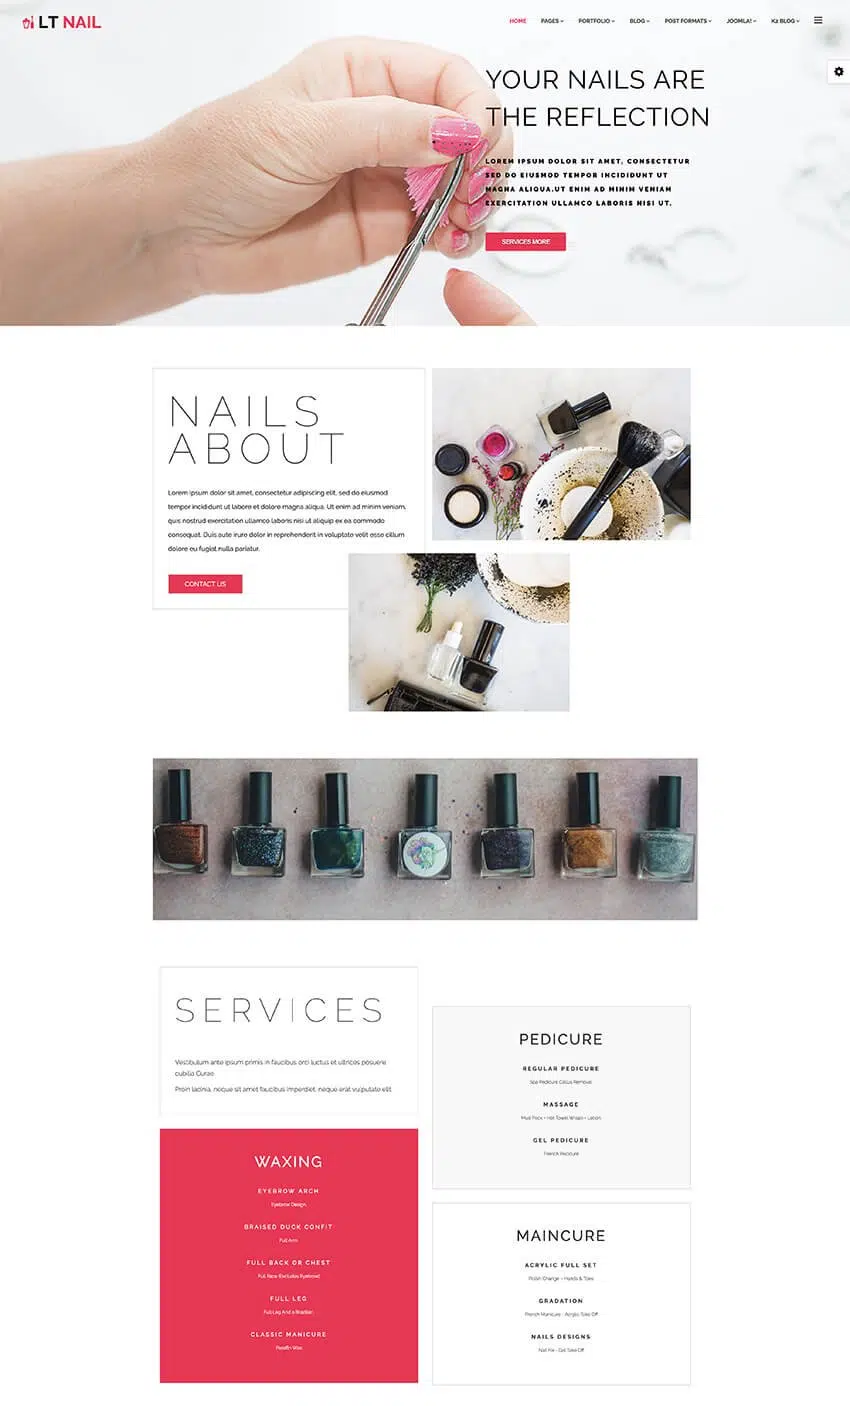 LT NAIL
HOME PAGES PORTFOLIO BLOG POST FORMATS JOOMLA! K2 BLOG
YOUR NAILS ARE
THE REFLECTION
LOREM IPSUM DOLOR SIT AMET, CONSECTETUR
SED DO EIUSMOD TEMPOR INCIDIDUNT UT
MAGNA ALIQUA.UT ENIM AD MINIM VENIAM
EXERCITATION ULLAMCO LABORIS NISI UT.
SERVICES MORE
NAILS
ABOUT
Lorem ipsum dolor sit amet, consectetur adipiscing elit, sed do eiusmod
tempor incididunt ut labore et dolore magna aliqua. Ut enim ad minim veniam,
quis nostrud exercitation ullamco laboris nisi ut aliquip ex ea commodo
consequat. Duis aute irure dolor in reprehenderit in voluptate velit esse cillum
dolore eu fugiat nulla pariatur.
CONTACT US
SERVICES
Vestibulum ante ipsum primis in faucibus orci luctus et ultrices posuere
cubilia Curae
Proin lacinia, neque sit amet faucibus imperdiet, neque erat vulputate elit
WAXING
EYEBROW ARCH
Eyebrow Design
BRAISED DUCK CONFIT
Full Arm
FULL BACK OR CHEST
Full Face (Excludes Eyebrow)
FULL LEG
Full Leg And a Brazilian
CLASSIC MANICURE
Paraffin Wax
PEDICURE
REGULAR PEDICURE
Spa Pedicure Callus Removal
MASSAGE
Mud Pack + Hot Towel Wraps + Lotion
GEL PEDICURE
French Pedicure
MAINCURE
ACRYLIC FULL SET
Polish Change - Hands & Toes
GRADATION
French Manicure - Acrylic Take Off
NAILS DESIGNS
Nail Fix - Gel Take Off